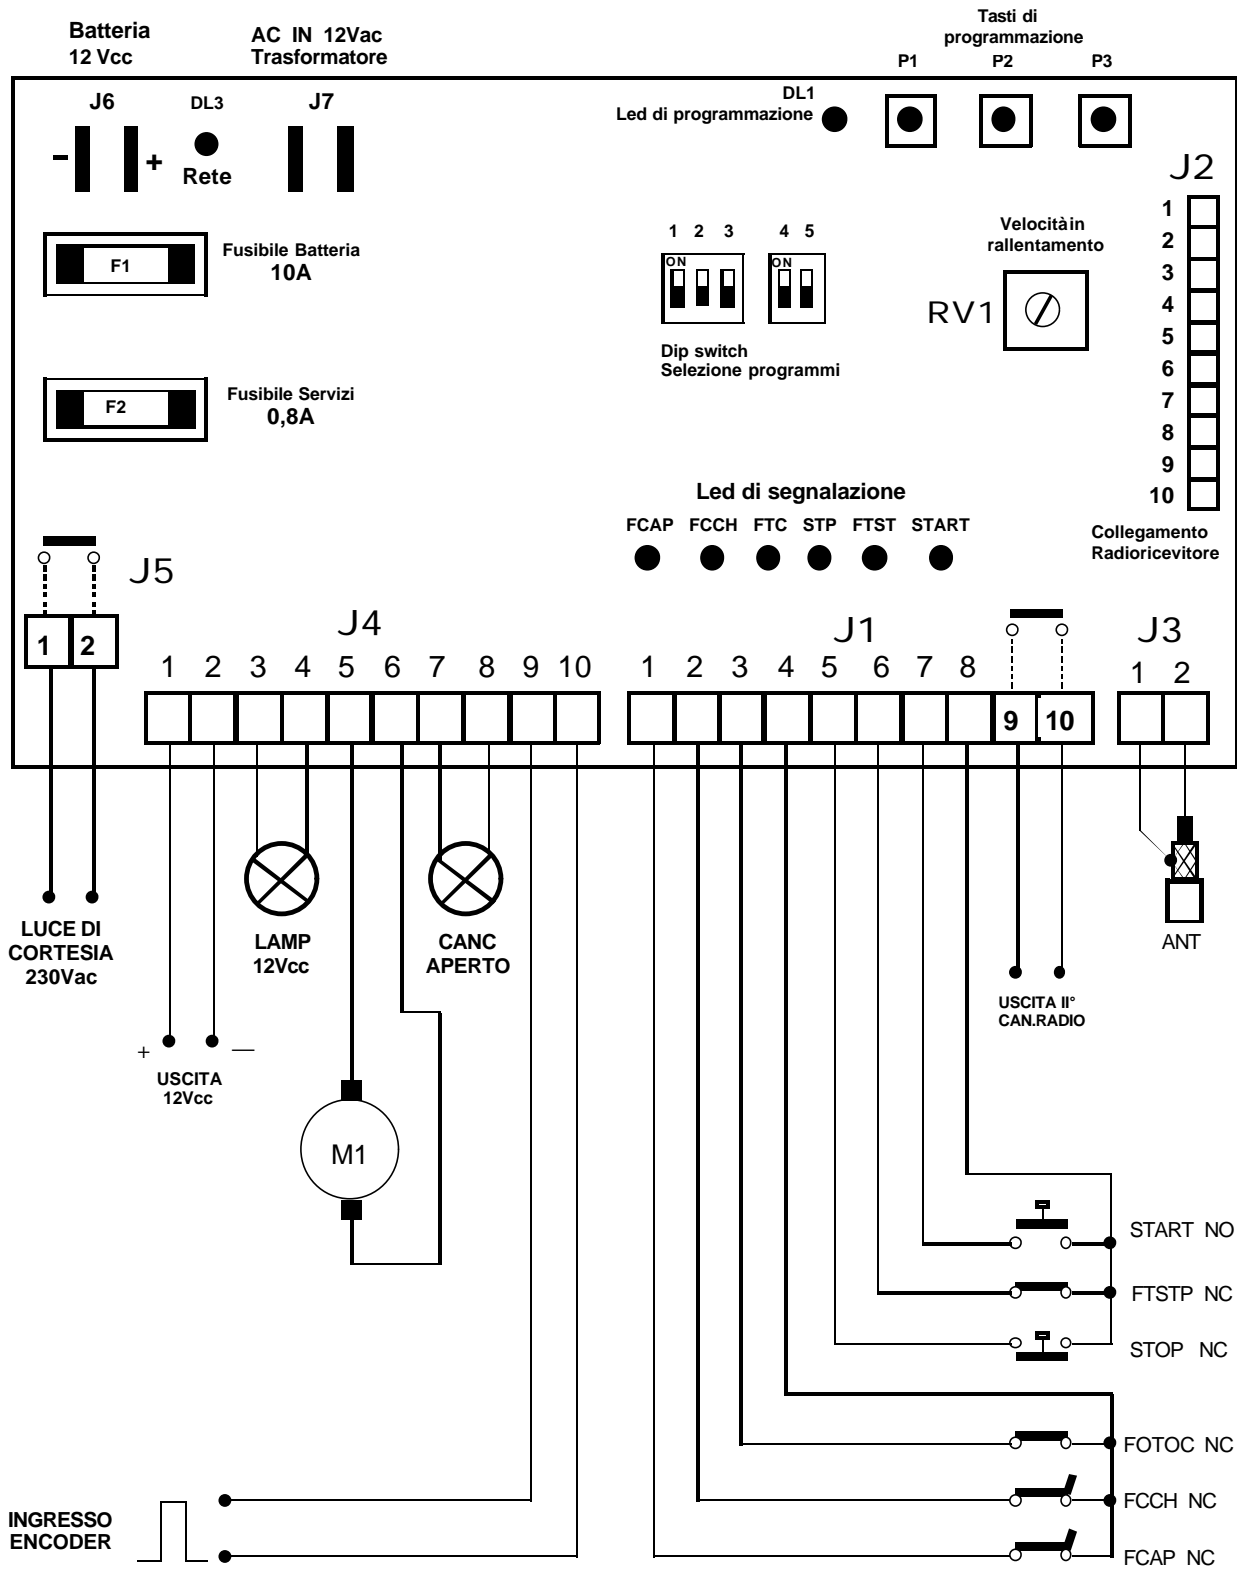 Batteria
12 Vcc
AC IN 12Vac
Trasformatore
Tasti di
programmazione
P1 P2 P3
J6 DL3 J7
DL1
Led di programmazione
- + Rete
J2
1
2
3
4
5
6
7
8
9
10
F1
Fusibile Batteria
10A
1 2 3 4 5
ON ON
Velocità in
rallentamento
RV1
Dip switch
Selezione programmi
F2
Fusibile Servizi
0,8A
Led di segnalazione
FCAP FCCH FTC STP FTST START
Collegamento
Radioricevitore
J5
1 2
J4
1 2 3 4 5 6 7 8 9 10
J1
1 2 3 4 5 6 7 8
9 10
J3
1 2
LUCE DI
CORTESIA
230Vac
LAMP
12Vcc
CANC
APERTO
ANT
USCITA II°
CAN.RADIO
+ —
USCITA
12Vcc
M1
START NO
FTSTP NC
STOP NC
FOTOC NC
FCCH NC
FCAP NC
INGRESSO
ENCODER